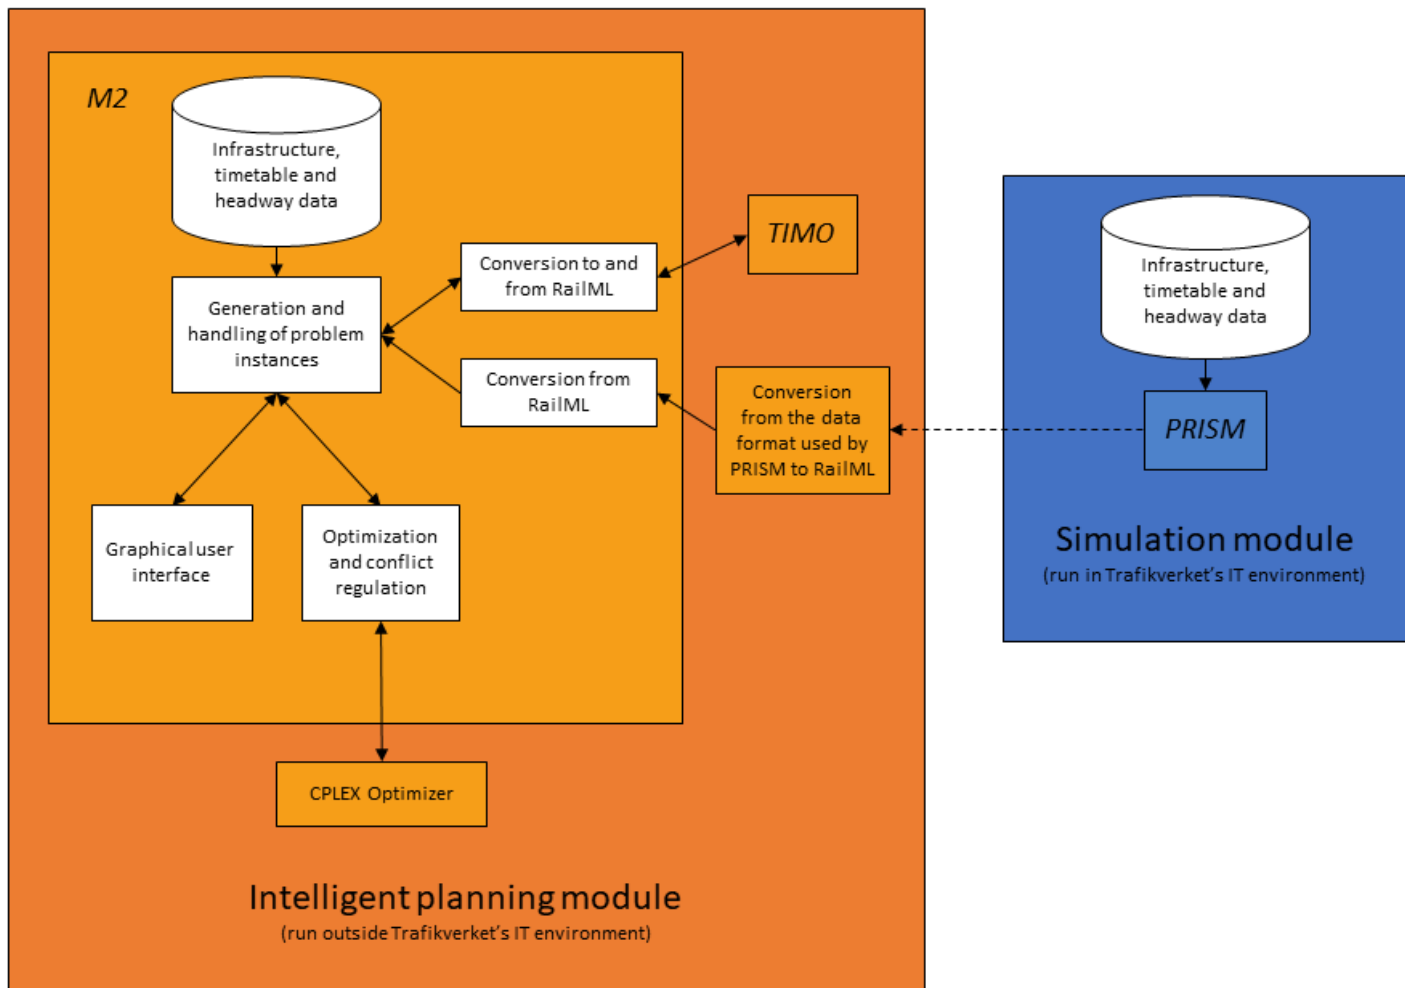 M2
Infrastructure,
timetable and
headway data
Generation and
handling of problem
instances
Conversion to and
from RailML
TIMO
Conversion from
RailML
Conversion
from the data
format used by
PRISM to RailML
Graphical user
interface
Optimization
and conflict
regulation
CPLEX Optimizer
Intelligent planning module
(run outside Trafikverket's IT environment)
Infrastructure,
timetable and
headway data
PRISM
Simulation module
(run in Trafikverket's IT environment)